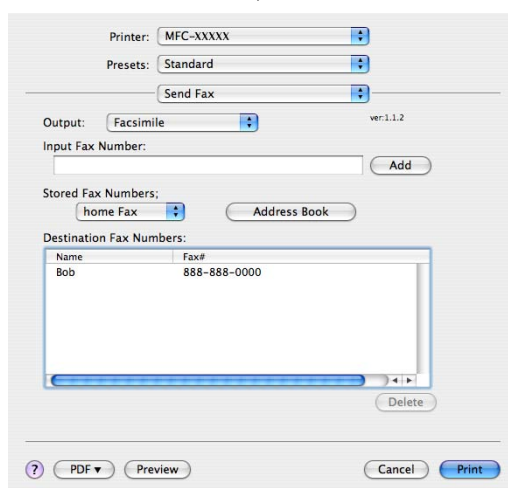 Printer: MFC-XXXXX
Presets: Standard
Send Fax
Output: Facsimile ver:1.1.2
Input Fax Number:
Add
Stored Fax Numbers;
home Fax Address Book
Destination Fax Numbers:
Name Fax#
Bob 888-888-0000
Delete
? PDF▼ Preview Cancel Print